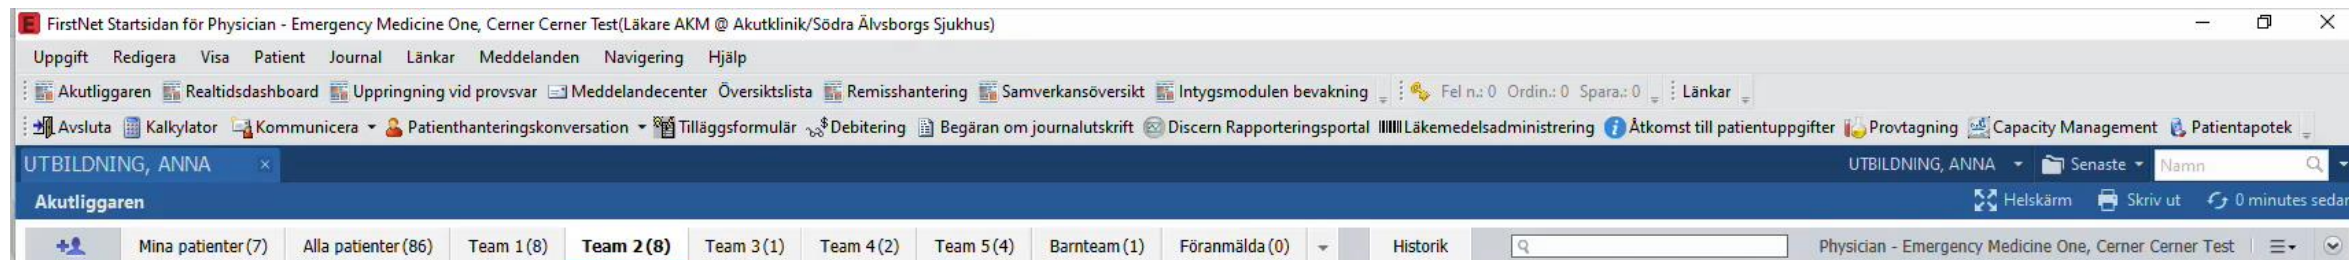 FirstNet Startsidan för Physician - Emergency Medicine One, Cerner Cerner Test(Läkare AKM @ Akutklinik/Södra Älvsborgs Sjukhus)
Uppgift Redigera Visa Patient Journal Länkar Meddelanden Navigering Hjälp
Akutliggaren Realtidsdashboard Uppringning vid provsvar Meddelandecenter Översiktslista Remisshantering Samverkansöversikt Intygsmodulen bevakning Fel n.: 0 Ordin.: 0 Spara.: 0 Länkar
Avsluta Kalkylator Kommunicera Patienthanteringskonversation Tilläggsformulär Debitering Begäran om journalutskrift Discern Rapporteringsportal Läkemedelsadministrering Åtkomst till patientuppgifter Provtagning Capacity Management Patientapotek
UTBILDNING, ANNA × UTBILDNING, ANNA Senaste Namn
Akutliggaren Helskärm Skriv ut 0 minutes sedan
Mina patienter (7) Alla patienter (86) Team 1 (8) Team 2 (8) Team 3 (1) Team 4 (2) Team 5 (4) Barnteam (1) Föranmälda (0) Historik Physician - Emergency Medicine One, Cerner Cerner Test